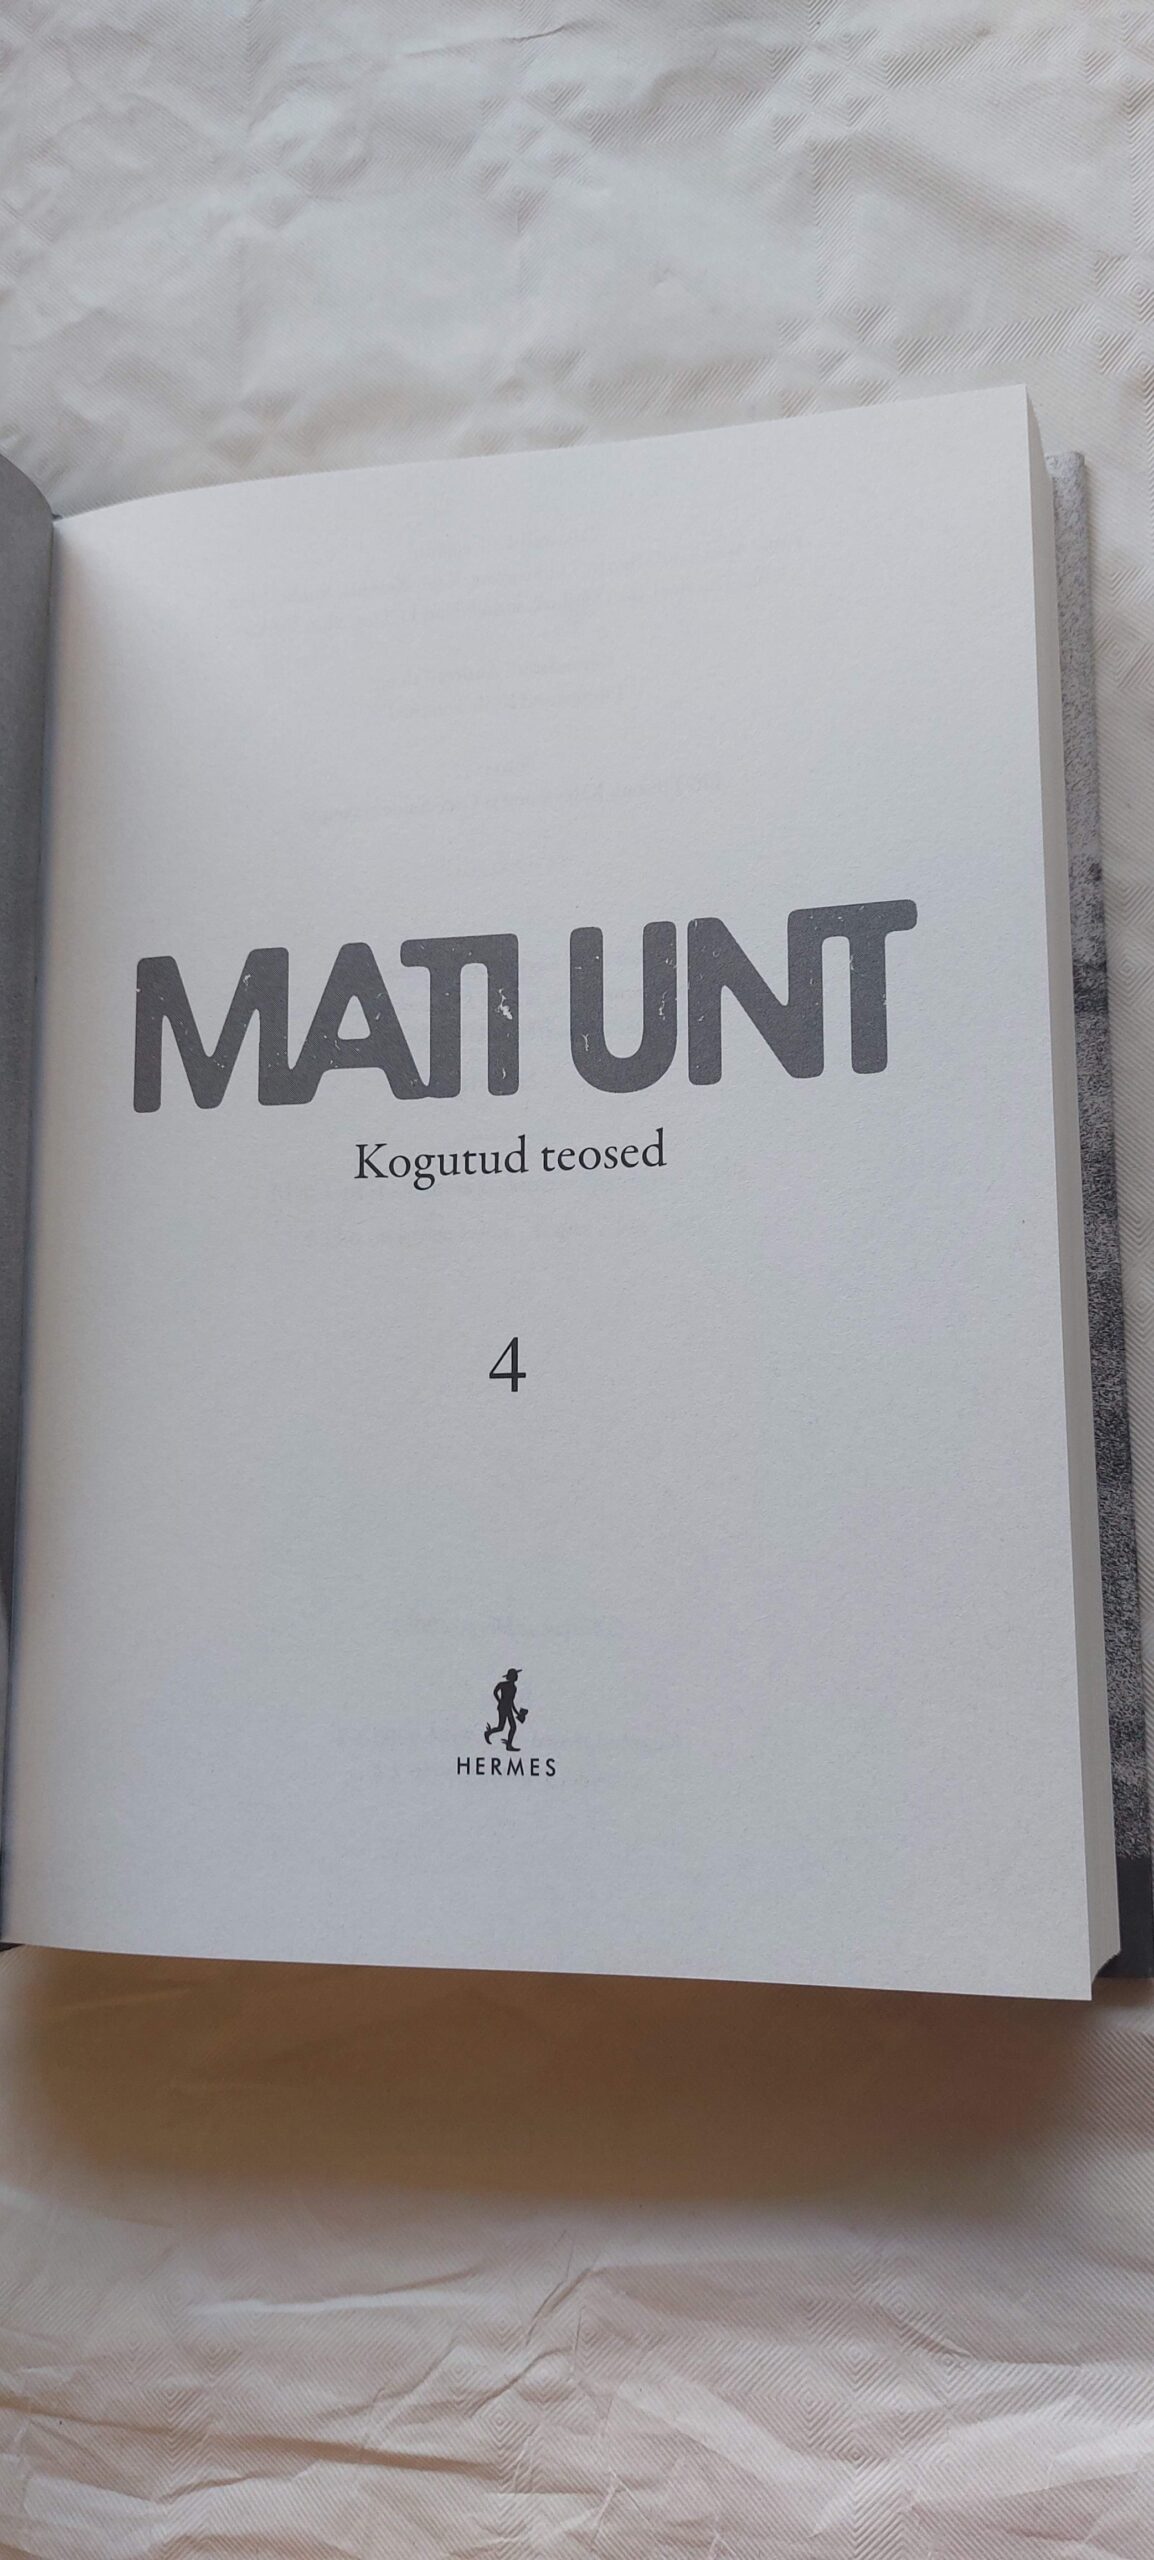 MATI UNT
Kogutud teosed
4
HERMES